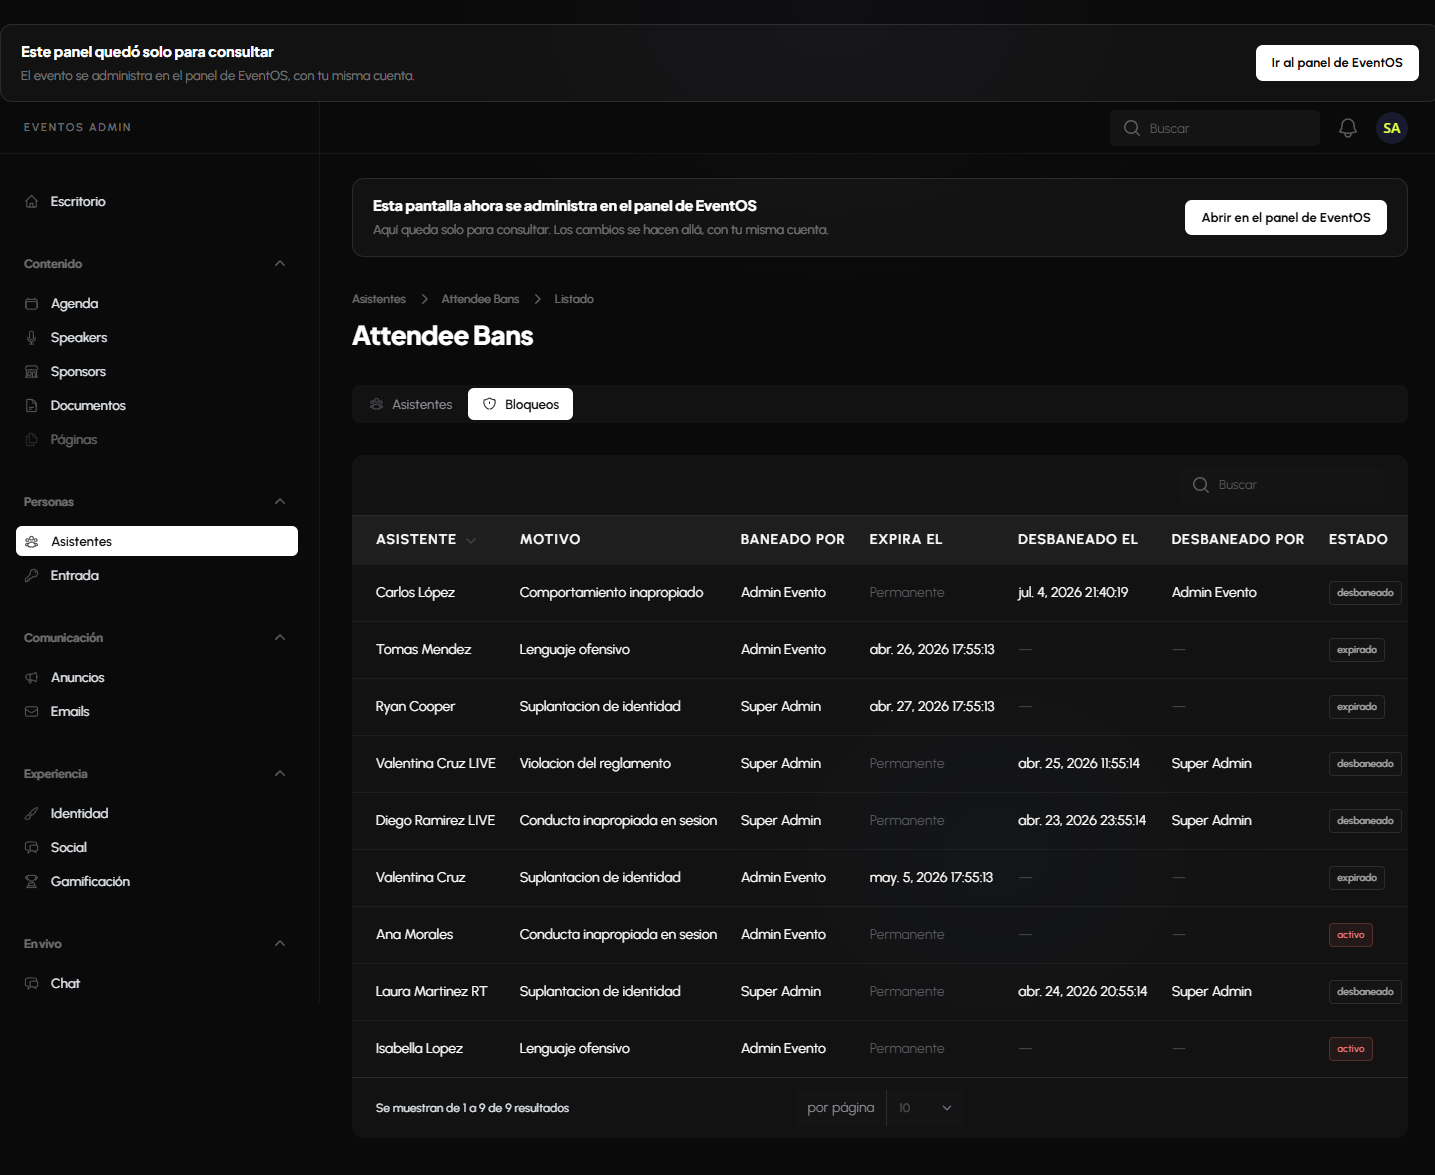 Este panel quedó solo para consultar
El evento se administra en el panel de EventOS, con tu misma cuenta.
Ir al panel de EventOS
EVENTOS ADMIN
Buscar
SA
Escritorio
Contenido
Agenda
Speakers
Sponsors
Documentos
Páginas
Personas
Asistentes
Entrada
Comunicación
Anuncios
Emails
Experiencia
Identidad
Social
Gamificación
En vivo
Chat
Esta pantalla ahora se administra en el panel de EventOS
Aquí queda solo para consultar. Los cambios se hacen allá, con tu misma cuenta.
Abrir en el panel de EventOS
Asistentes > Attendee Bans > Listado
Attendee Bans
Asistentes Bloqueos
Buscar
ASISTENTE MOTIVO BANEADO POR EXPIRA EL DESBANEADO EL DESBANEADO POR ESTADO
Carlos López Comportamiento inapropiado Admin Evento Permanente jul. 4, 2026 21:40:19 Admin Evento desbaneado
Tomas Mendez Lenguaje ofensivo Admin Evento abr. 26, 2026 17:55:13 — — expirado
Ryan Cooper Suplantacion de identidad Super Admin abr. 27, 2026 17:55:13 — — expirado
Valentina Cruz LIVE Violacion del reglamento Super Admin Permanente abr. 25, 2026 11:55:14 Super Admin desbaneado
Diego Ramirez LIVE Conducta inapropiada en sesion Super Admin Permanente abr. 23, 2026 23:55:14 Super Admin desbaneado
Valentina Cruz Suplantacion de identidad Admin Evento may. 5, 2026 17:55:13 — — expirado
Ana Morales Conducta inapropiada en sesion Admin Evento Permanente — — activo
Laura Martinez RT Suplantacion de identidad Super Admin Permanente abr. 24, 2026 20:55:14 Super Admin desbaneado
Isabella Lopez Lenguaje ofensivo Admin Evento Permanente — — activo
Se muestran de 1 a 9 de 9 resultados
por página 10